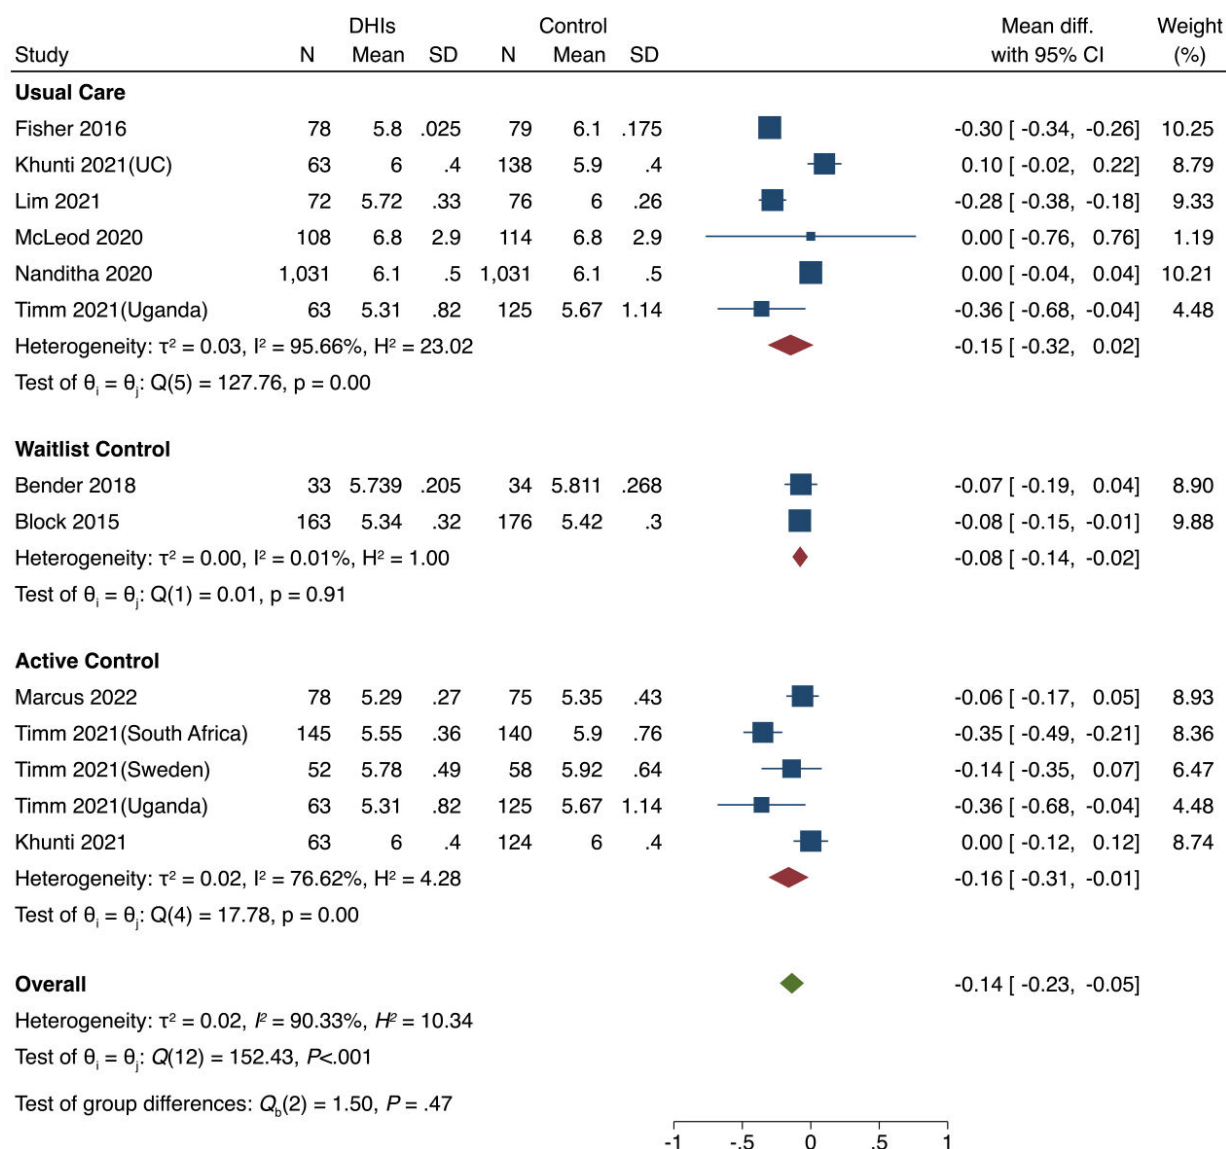 DHIs Control Mean diff. Weight
Study N Mean SD N Mean SD with 95% CI (%)
Usual Care
Fisher 2016 78 5.8 .025 79 6.1 .175 -0.30 [ -0.34, -0.26] 10.25
Khunti 2021(UC) 63 6 .4 138 5.9 .4 0.10 [ -0.02, 0.22] 8.79
Lim 2021 72 5.72 .33 76 6 .26 -0.28 [ -0.38, -0.18] 9.33
McLeod 2020 108 6.8 2.9 114 6.8 2.9 0.00 [ -0.76, 0.76] 1.19
Nanditha 2020 1,031 6.1 .5 1,031 6.1 .5 0.00 [ -0.04, 0.04] 10.21
Timm 2021(Uganda) 63 5.31 .82 125 5.67 1.14 -0.36 [ -0.68, -0.04] 4.48
Heterogeneity: τ² = 0.03, I² = 95.66%, H² = 23.02 -0.15 [ -0.32, 0.02]
Test of θᵢ = θⱼ: Q(5) = 127.76, p = 0.00
Waitlist Control
Bender 2018 33 5.739 .205 34 5.811 .268 -0.07 [ -0.19, 0.04] 8.90
Block 2015 163 5.34 .32 176 5.42 .3 -0.08 [ -0.15, -0.01] 9.88
Heterogeneity: τ² = 0.00, I² = 0.01%, H² = 1.00 -0.08 [ -0.14, -0.02]
Test of θᵢ = θⱼ: Q(1) = 0.01, p = 0.91
Active Control
Marcus 2022 78 5.29 .27 75 5.35 .43 -0.06 [ -0.17, 0.05] 8.93
Timm 2021(South Africa) 145 5.55 .36 140 5.9 .76 -0.35 [ -0.49, -0.21] 8.36
Timm 2021(Sweden) 52 5.78 .49 58 5.92 .64 -0.14 [ -0.35, 0.07] 6.47
Timm 2021(Uganda) 63 5.31 .82 125 5.67 1.14 -0.36 [ -0.68, -0.04] 4.48
Khunti 2021 63 6 .4 124 6 .4 0.00 [ -0.12, 0.12] 8.74
Heterogeneity: τ² = 0.02, I² = 76.62%, H² = 4.28 -0.16 [ -0.31, -0.01]
Test of θᵢ = θⱼ: Q(4) = 17.78, p = 0.00
Overall -0.14 [ -0.23, -0.05]
Heterogeneity: τ² = 0.02, I² = 90.33%, H² = 10.34
Test of θᵢ = θⱼ: Q(12) = 152.43, P<.001
Test of group differences: Q_b(2) = 1.50, P = .47
-1 -.5 0 .5 1